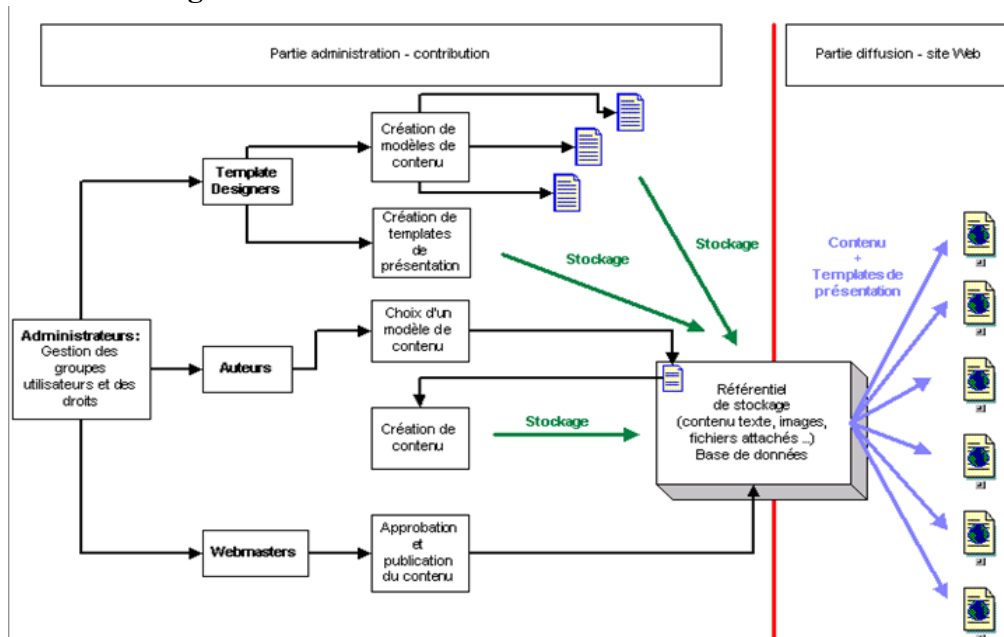 Partie administration - contribution
Partie diffusion - site Web
Création de
modèles de
contenu
Template
Designers
Création de
templates
de
présentation
Stockage
Stockage
Contenu
+
Templates de
présentation
Administrateurs:
Gestion des
groupes
utilisateurs et des
droits
Auteurs
Choix d'un
modèle de
contenu
Création de
contenu
Stockage
Référentiel
de stockage
(contenu texte, images,
fichiers attachés ...)
Base de données
Webmasters
Approbation
et
publication
du contenu